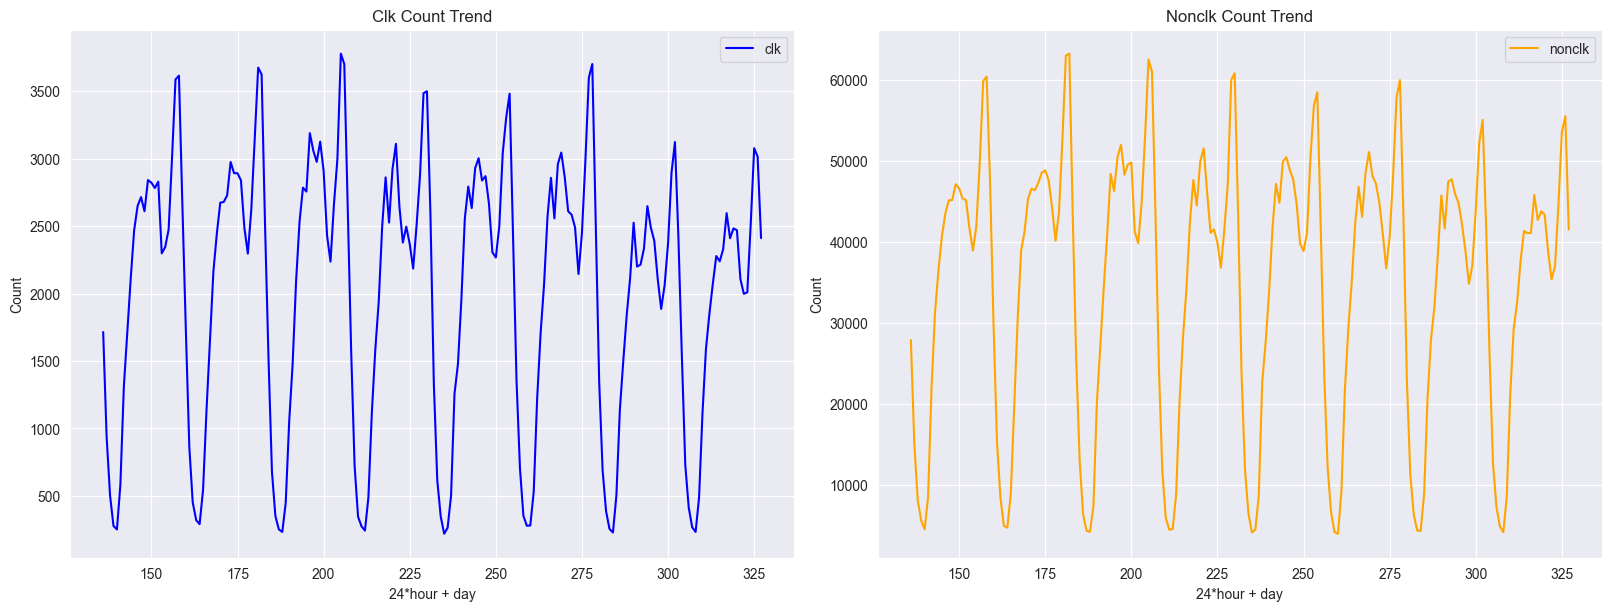 Clk Count Trend
clk
Count
3500
3000
2500
2000
1500
1000
500
150 175 200 225 250 275 300 325
24*hour + day
Nonclk Count Trend
nonclk
Count
60000
50000
40000
30000
20000
10000
150 175 200 225 250 275 300 325
24*hour + day